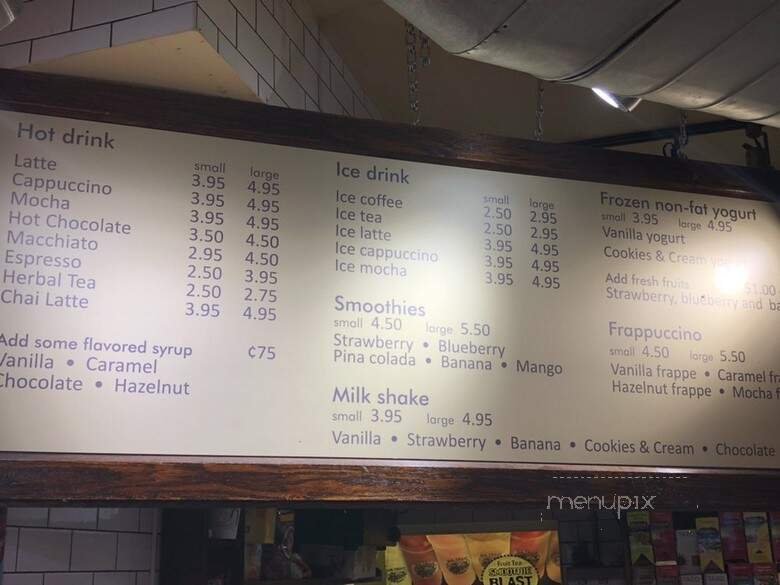 Hot drink
small large
Latte 3.95 4.95
Cappuccino 3.95 4.95
Mocha 3.95 4.95
Hot Chocolate 3.50 4.50
Macchiato 2.95 4.50
Espresso 2.50 3.95
Herbal Tea 2.50 2.75
Chai Latte 3.95 4.95
Add some flavored syrup ¢75
Vanilla • Caramel
Chocolate • Hazelnut
Ice drink
small large
Ice coffee 2.50 2.95
Ice tea 2.50 2.95
Ice latte 3.95 4.95
Ice cappuccino 3.95 4.95
Ice mocha 3.95 4.95
Smoothies
small 4.50 large 5.50
Strawberry • Blueberry
Pina colada • Banana • Mango
Milk shake
small 3.95 large 4.95
Vanilla • Strawberry • Banana • Cookies & Cream • Chocolate
Frozen non-fat yogurt
small 3.95 large 4.95
Vanilla yogurt
Cookies & Cream
Add fresh fruits $1.00
Strawberry, blueberry and
Frappuccino
small 4.50 large 5.50
Vanilla frappe • Caramel
Hazelnut frappe • Mocha
menupix
Fruit Tea
SMOOTHIE
BLAST